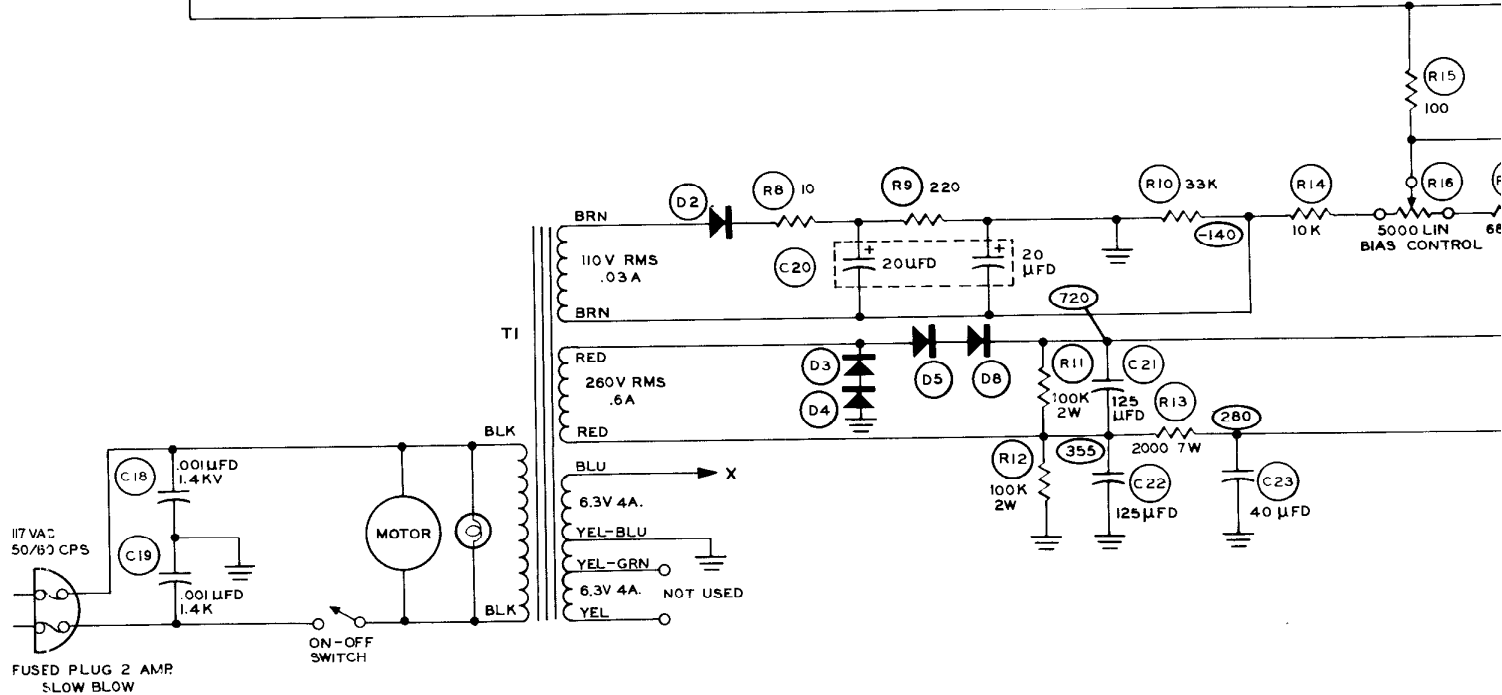 R15
100
D2
R8 10
R9 220
R10 33K
R14
10K
R16
5000 LIN
BIAS CONTROL
68
-140
BRN
110V RMS
.03A
BRN
C20
+
20UFD
+
20
µFD
720
T1
RED
260V RMS
.6A
RED
D3
D4
D5
D8
R11
100K
2W
C21
125
µFD
R13
2000 7W
280
355
R12
100K
2W
C22
125µFD
C23
40 µFD
BLK
BLU
X
6.3V 4A.
YEL-BLU
YEL-GRN
6.3V 4A.
NOT USED
YEL
BLK
C18
.001µFD
1.4KV
C19
.001µFD
1.4K
MOTOR
117 VAC
50/60 CPS
ON-OFF
SWITCH
FUSED PLUG 2 AMP.
SLOW BLOW